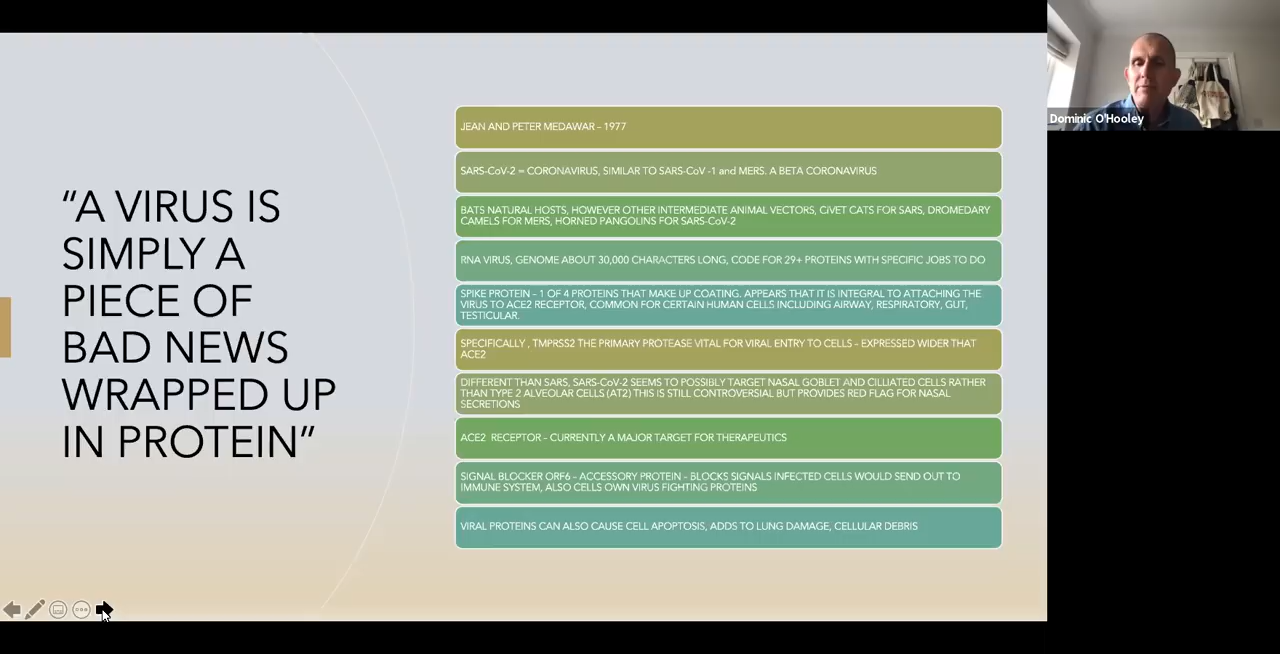 “A VIRUS IS
SIMPLY A
PIECE OF
BAD NEWS
WRAPPED UP
IN PROTEIN”
JEAN AND PETER MEDAWAR – 1977
SARS-CoV-2 = CORONAVIRUS, SIMILAR TO SARS-CoV -1 and MERS. A BETA CORONAVIRUS
BATS NATURAL HOSTS, HOWEVER OTHER INTERMEDIATE ANIMAL VECTORS, CiVET CATS FOR SARS, DROMEDARY
CAMELS FOR MERS, HORNED PANGOLINS FOR SARS-CoV-2
RNA VIRUS, GENOME ABOUT 30,000 CHARACTERS LONG, CODE FOR 29+ PROTEINS WITH SPECIFIC JOBS TO DO
SPIKE PROTEIN – 1 OF 4 PROTEINS THAT MAKE UP COATING. APPEARS THAT IT IS INTEGRAL TO ATTACHING THE
VIRUS TO ACE2 RECEPTOR, COMMON FOR CERTAIN HUMAN CELLS INCLUDING AIRWAY, RESPIRATORY, GUT,
TESTICULAR.
SPECIFICALLY , TMPRSS2 THE PRIMARY PROTEASE VITAL FOR VIRAL ENTRY TO CELLS – EXPRESSED WIDER THAT
ACE2
DIFFERENT THAN SARS, SARS-CoV-2 SEEMS TO POSSIBLY TARGET NASAL GOBLET AND CILLIATED CELLS RATHER
THAN TYPE 2 ALVEOLAR CELLS (AT2) THIS IS STILL CONTROVERSIAL BUT PROVIDES RED FLAG FOR NASAL
SECRETIONS
ACE2 RECEPTOR – CURRENTLY A MAJOR TARGET FOR THERAPEUTICS
SIGNAL BLOCKER ORF6 – ACCESSORY PROTEIN – BLOCKS SIGNALS INFECTED CELLS WOULD SEND OUT TO
IMMUNE SYSTEM, ALSO CELLS OWN VIRUS FIGHTING PROTEINS
VIRAL PROTEINS CAN ALSO CAUSE CELL APOPTOSIS, ADDS TO LUNG DAMAGE, CELLULAR DEBRIS
Dominic O'Hooley